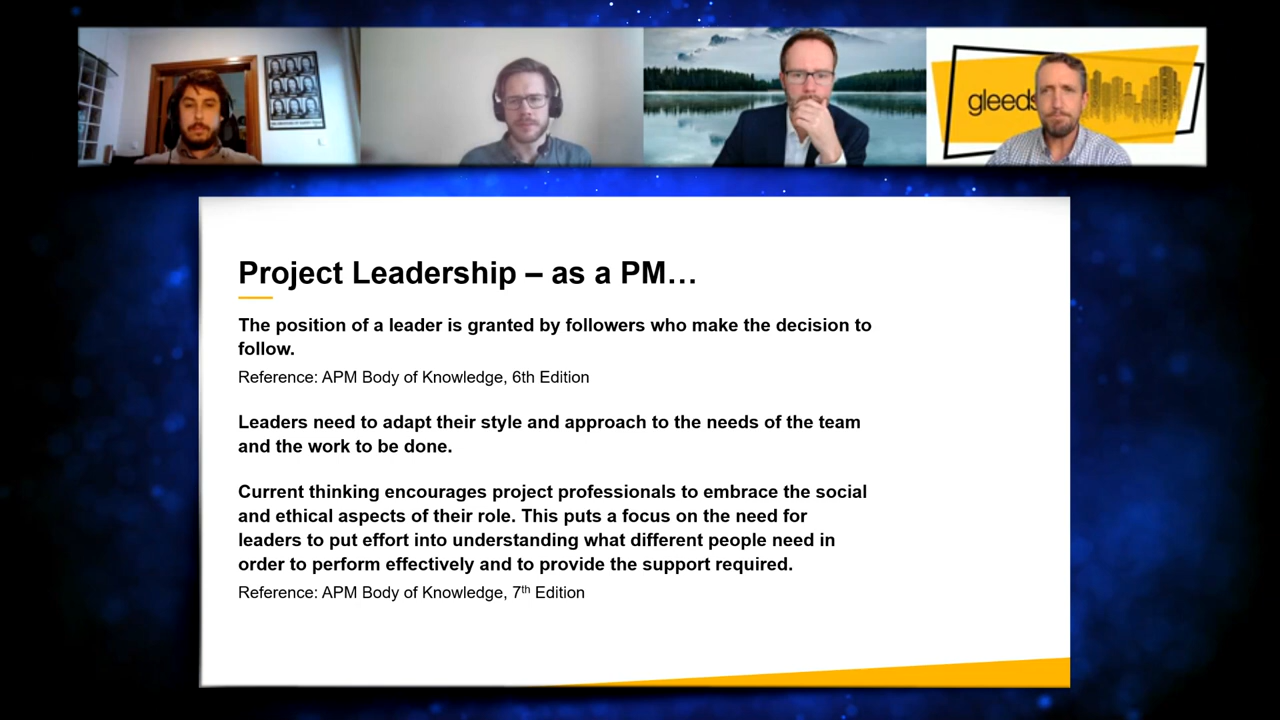 gleeds
Project Leadership – as a PM…
The position of a leader is granted by followers who make the decision to
follow.
Reference: APM Body of Knowledge, 6th Edition
Leaders need to adapt their style and approach to the needs of the team
and the work to be done.
Current thinking encourages project professionals to embrace the social
and ethical aspects of their role. This puts a focus on the need for
leaders to put effort into understanding what different people need in
order to perform effectively and to provide the support required.
Reference: APM Body of Knowledge, 7th Edition